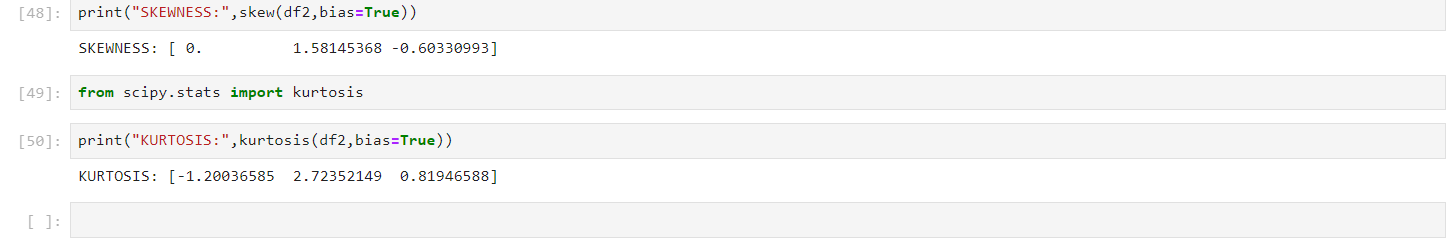 [48]: print("SKEWNESS:",skew(df2,bias=True))
SKEWNESS: [ 0.          1.58145368 -0.60330993]
[49]: from scipy.stats import kurtosis
[50]: print("KURTOSIS:",kurtosis(df2,bias=True))
KURTOSIS: [-1.20036585  2.72352149  0.81946588]
[ ]: